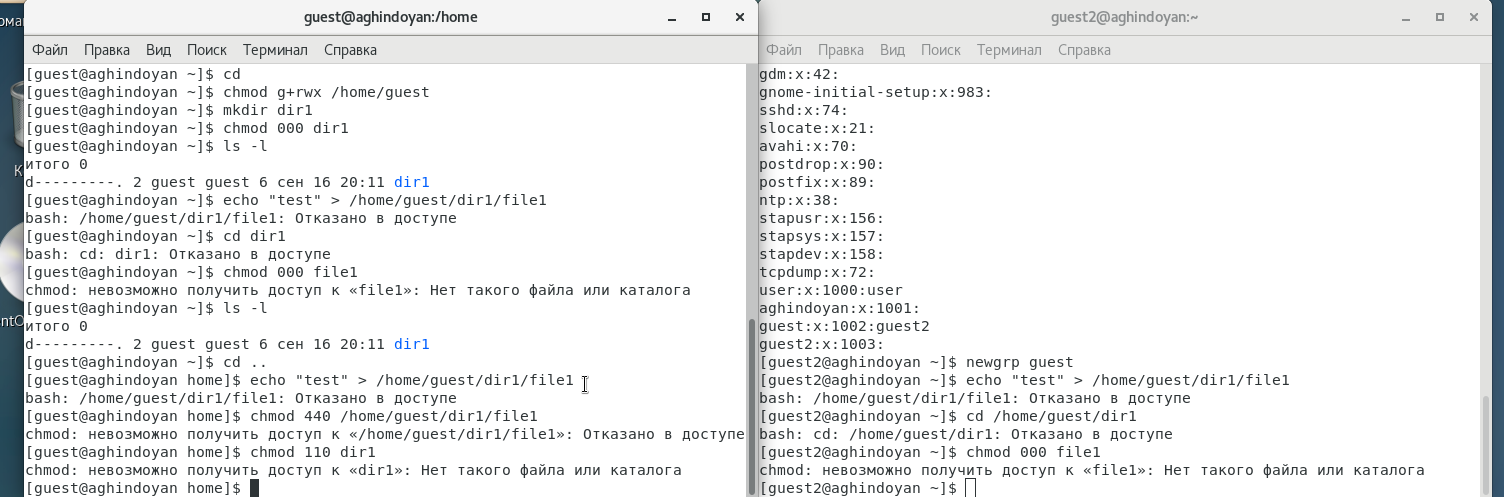 guest@aghindoyan:/home
Файл Правка Вид Поиск Терминал Справка
[guest@aghindoyan ~]$ cd
[guest@aghindoyan ~]$ chmod g+rwx /home/guest
[guest@aghindoyan ~]$ mkdir dir1
[guest@aghindoyan ~]$ chmod 000 dir1
[guest@aghindoyan ~]$ ls -l
итого 0
d---------. 2 guest guest 6 сен 16 20:11 dir1
[guest@aghindoyan ~]$ echo "test" > /home/guest/dir1/file1
bash: /home/guest/dir1/file1: Отказано в доступе
[guest@aghindoyan ~]$ cd dir1
bash: cd: dir1: Отказано в доступе
[guest@aghindoyan ~]$ chmod 000 file1
chmod: невозможно получить доступ к «file1»: Нет такого файла или каталога
[guest@aghindoyan ~]$ ls -l
итого 0
d---------. 2 guest guest 6 сен 16 20:11 dir1
[guest@aghindoyan ~]$ cd ..
[guest@aghindoyan home]$ echo "test" > /home/guest/dir1/file1
bash: /home/guest/dir1/file1: Отказано в доступе
[guest@aghindoyan home]$ chmod 440 /home/guest/dir1/file1
chmod: невозможно получить доступ к «/home/guest/dir1/file1»: Отказано в доступе
[guest@aghindoyan home]$ chmod 110 dir1
chmod: невозможно получить доступ к «dir1»: Нет такого файла или каталога
[guest@aghindoyan home]$
guest2@aghindoyan:~
Файл Правка Вид Поиск Терминал Справка
gdm:x:42:
gnome-initial-setup:x:983:
sshd:x:74:
slocate:x:21:
avahi:x:70:
postdrop:x:90:
postfix:x:89:
ntp:x:38:
stapusr:x:156:
stapsys:x:157:
stapdev:x:158:
tcpdump:x:72:
user:x:1000:user
aghindoyan:x:1001:
guest:x:1002:guest2
guest2:x:1003:
[guest2@aghindoyan ~]$ newgrp guest
[guest2@aghindoyan ~]$ echo "test" > /home/guest/dir1/file1
bash: /home/guest/dir1/file1: Отказано в доступе
[guest2@aghindoyan ~]$ cd /home/guest/dir1
bash: cd: /home/guest/dir1: Отказано в доступе
[guest2@aghindoyan ~]$ chmod 000 file1
chmod: невозможно получить доступ к «file1»: Нет такого файла или каталога
[guest2@aghindoyan ~]$